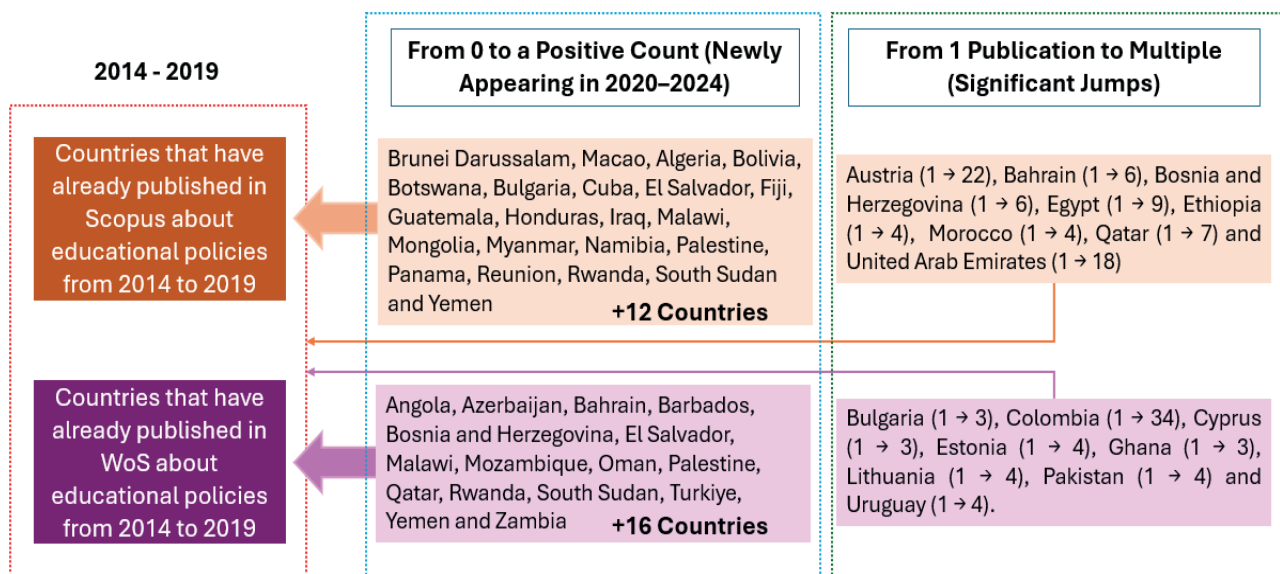 2014 - 2019
From 0 to a Positive Count (Newly
Appearing in 2020–2024)
From 1 Publication to Multiple
(Significant Jumps)
Countries that have
already published in
Scopus about
educational policies
from 2014 to 2019
Brunei Darussalam, Macao, Algeria, Bolivia,
Botswana, Bulgaria, Cuba, El Salvador, Fiji,
Guatemala, Honduras, Iraq, Malawi,
Mongolia, Myanmar, Namibia, Palestine,
Panama, Reunion, Rwanda, South Sudan
and Yemen
+12 Countries
Austria (1 → 22), Bahrain (1 → 6), Bosnia and
Herzegovina (1 → 6), Egypt (1 → 9), Ethiopia
(1 → 4), Morocco (1 → 4), Qatar (1 → 7) and
United Arab Emirates (1 → 18)
Countries that have
already published in
WoS about
educational policies
from 2014 to 2019
Angola, Azerbaijan, Bahrain, Barbados,
Bosnia and Herzegovina, El Salvador,
Malawi, Mozambique, Oman, Palestine,
Qatar, Rwanda, South Sudan, Turkiye,
Yemen and Zambia
+16 Countries
Bulgaria (1 → 3), Colombia (1 → 34), Cyprus
(1 → 3), Estonia (1 → 4), Ghana (1 → 3),
Lithuania (1 → 4), Pakistan (1 → 4) and
Uruguay (1 → 4).